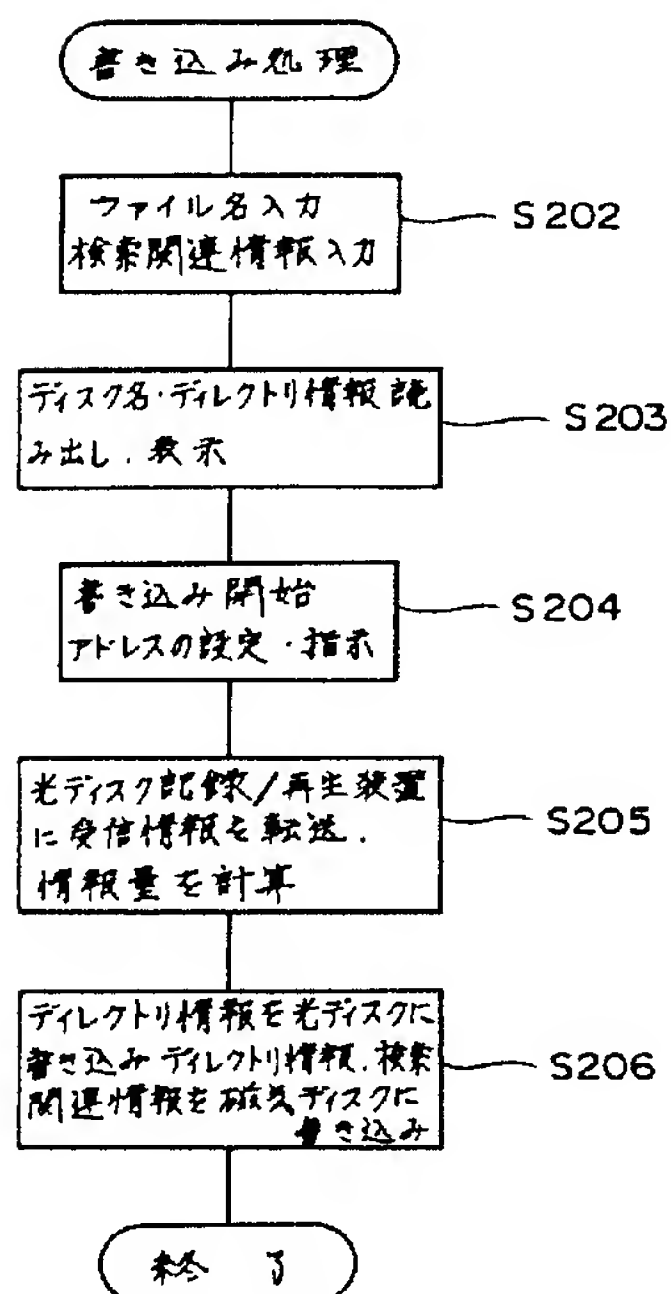 書き込み処理
ファイル名入力
検索関連情報入力
S202
ディスク名・ディレクトリ情報読
み出し、表示
S203
書き込み開始
アドレスの設定・指示
S204
光ディスク記録/再生装置
に受信情報を転送、
情報量を計算
S205
ディレクトリ情報を光ディスクに
書き込みディレクトリ情報、検索
関連情報を磁気ディスクに
書き込み
S206
終了